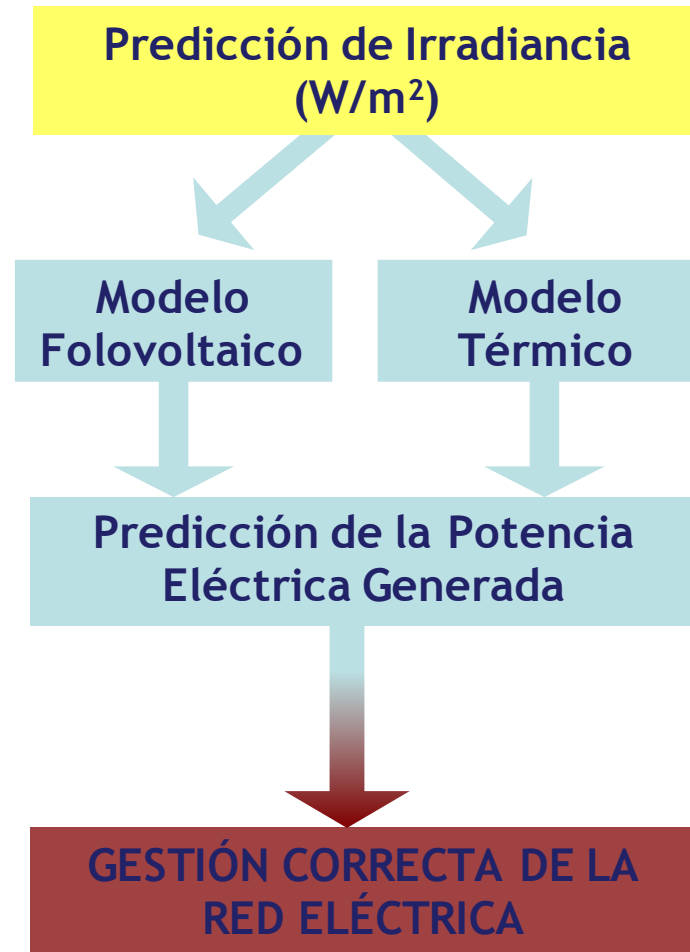 Predicción de Irradiancia
(W/m²)
Modelo
Folovoltaico
Modelo
Térmico
Predicción de la Potencia
Eléctrica Generada
GESTIÓN CORRECTA DE LA
RED ELÉCTRICA